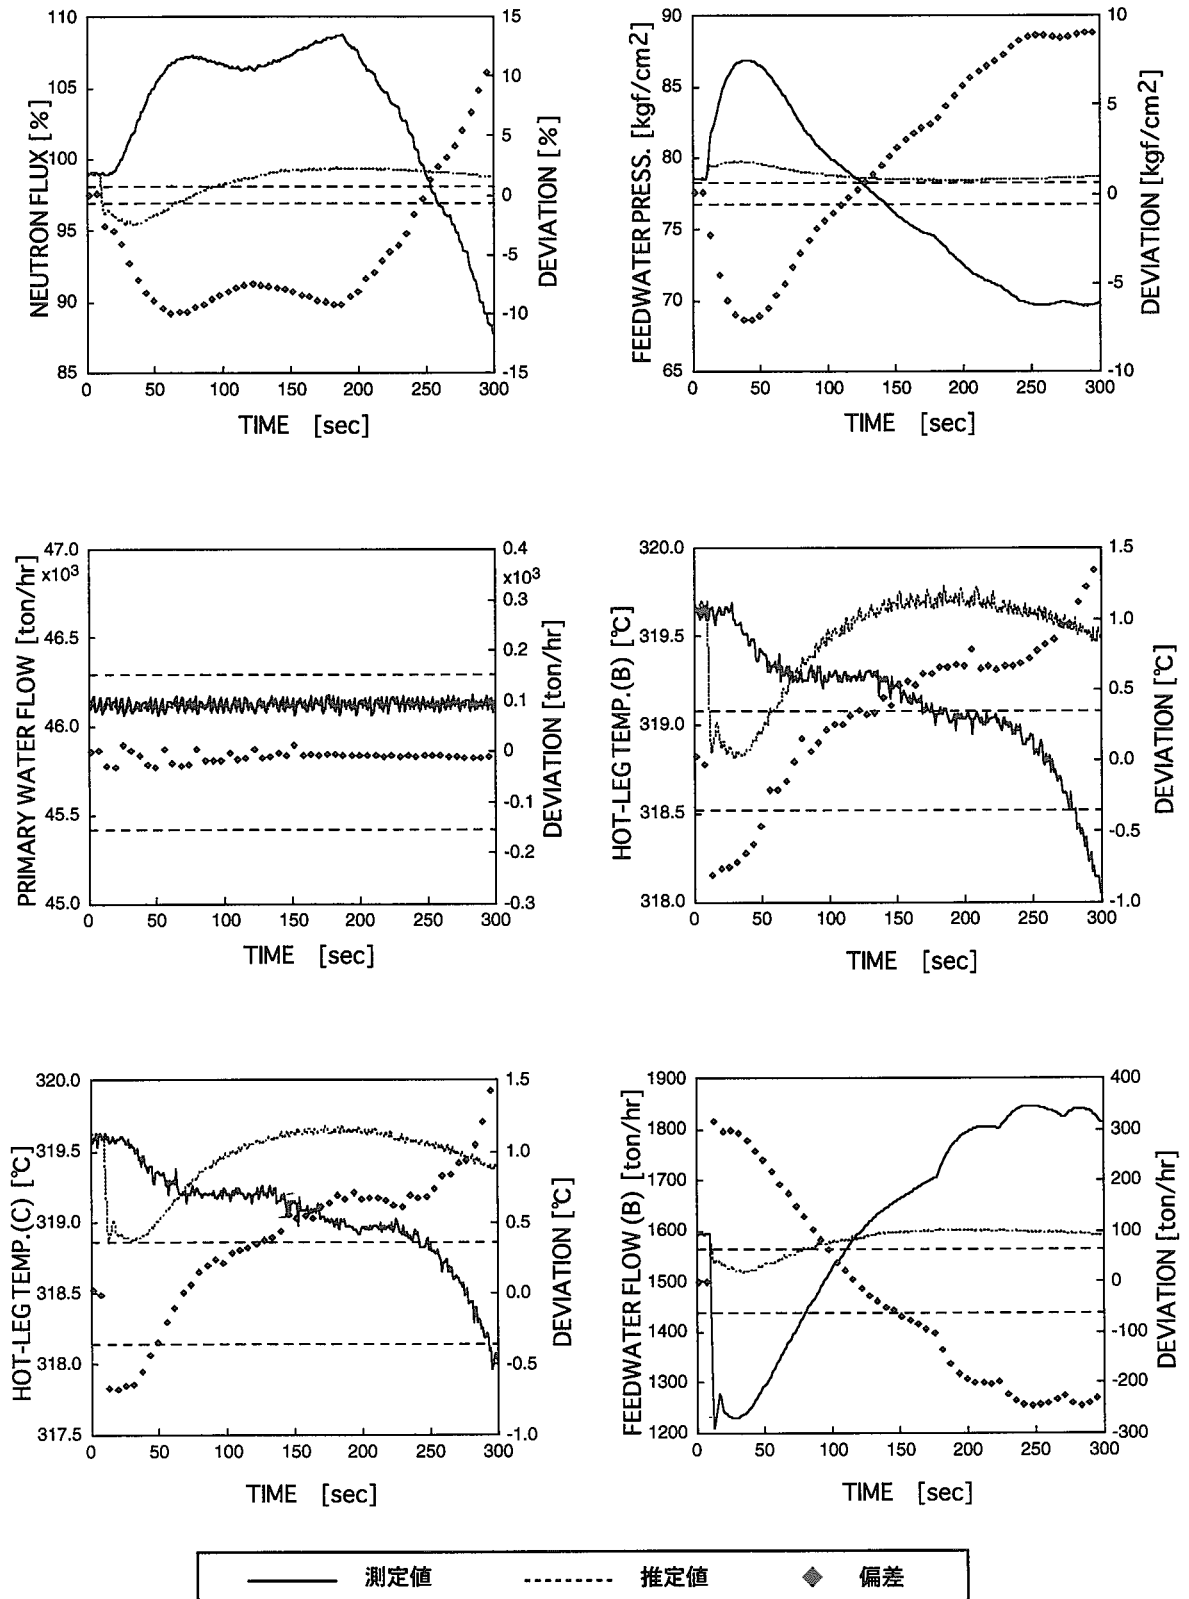 110
105
100
95
90
85
NEUTRON FLUX [%]
15
10
5
0
-5
-10
-15
DEVIATION [%]
0 50 100 150 200 250 300
TIME [sec]
90
85
80
75
70
65
FEEDWATER PRESS. [kgf/cm2]
10
5
0
-5
-10
DEVIATION [kgf/cm2]
0 50 100 150 200 250 300
TIME [sec]
47.0
x10³
46.5
46.0
45.5
45.0
PRIMARY WATER FLOW [ton/hr]
0.4
x10³
0.3
0.2
0.1
0
-0.1
-0.2
-0.3
DEVIATION [ton/hr]
0 50 100 150 200 250 300
TIME [sec]
320.0
319.5
319.0
318.5
318.0
HOT-LEG TEMP.(B) [℃]
1.5
1.0
0.5
0.0
-0.5
-1.0
DEVIATION [℃]
0 50 100 150 200 250 300
TIME [sec]
320.0
319.5
319.0
318.5
318.0
317.5
HOT-LEG TEMP.(C) [℃]
1.5
1.0
0.5
0.0
-0.5
-1.0
DEVIATION [℃]
0 50 100 150 200 250 300
TIME [sec]
1900
1800
1700
1600
1500
1400
1300
1200
FEEDWATER FLOW (B) [ton/hr]
400
300
200
100
0
-100
-200
-300
DEVIATION [ton/hr]
0 50 100 150 200 250 300
TIME [sec]
測定値 推定値 偏差